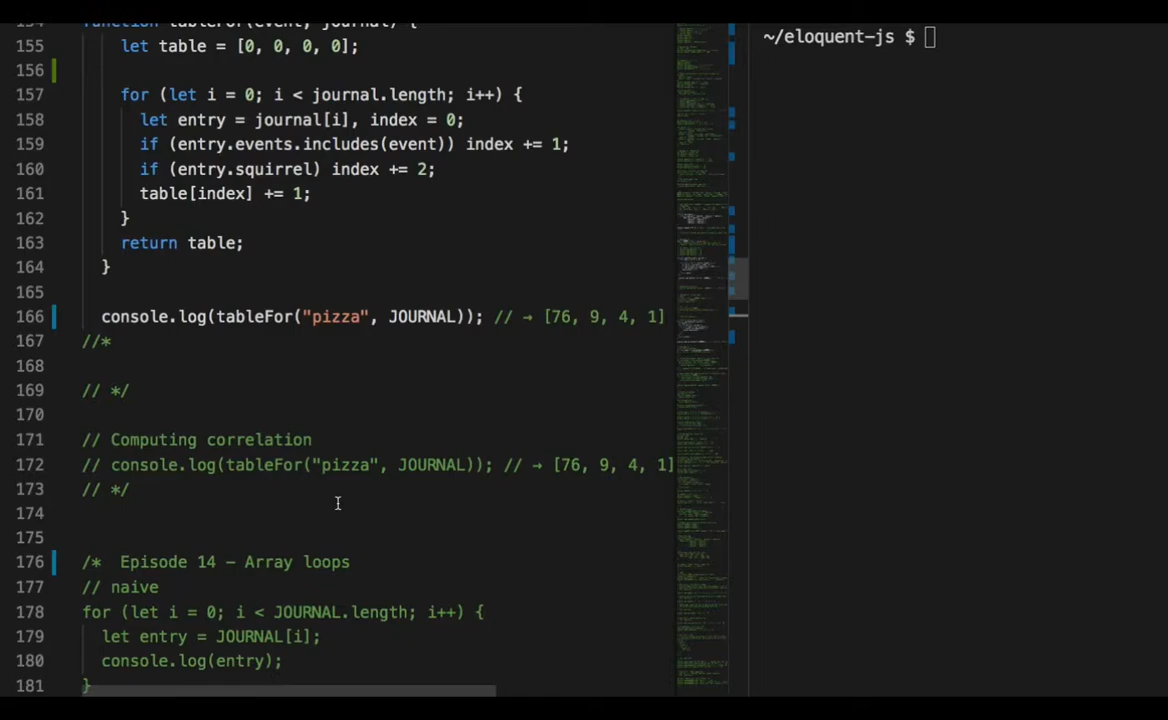 154 function tableFor(event, journal) {
155 let table = [0, 0, 0, 0];
156
157 for (let i = 0; i < journal.length; i++) {
158 let entry = journal[i], index = 0;
159 if (entry.events.includes(event)) index += 1;
160 if (entry.squirrel) index += 2;
161 table[index] += 1;
162 }
163 return table;
164 }
165
166 console.log(tableFor("pizza", JOURNAL)); // → [76, 9, 4, 1]
167 //*
168
169 // */
170
171 // Computing correlation
172 // console.log(tableFor("pizza", JOURNAL)); // → [76, 9, 4, 1]
173 // */
174
175
176 /* Episode 14 – Array loops
177 // naive
178 for (let i = 0; i < JOURNAL.length; i++) {
179 let entry = JOURNAL[i];
180 console.log(entry);
181 }
~/eloquent-js $